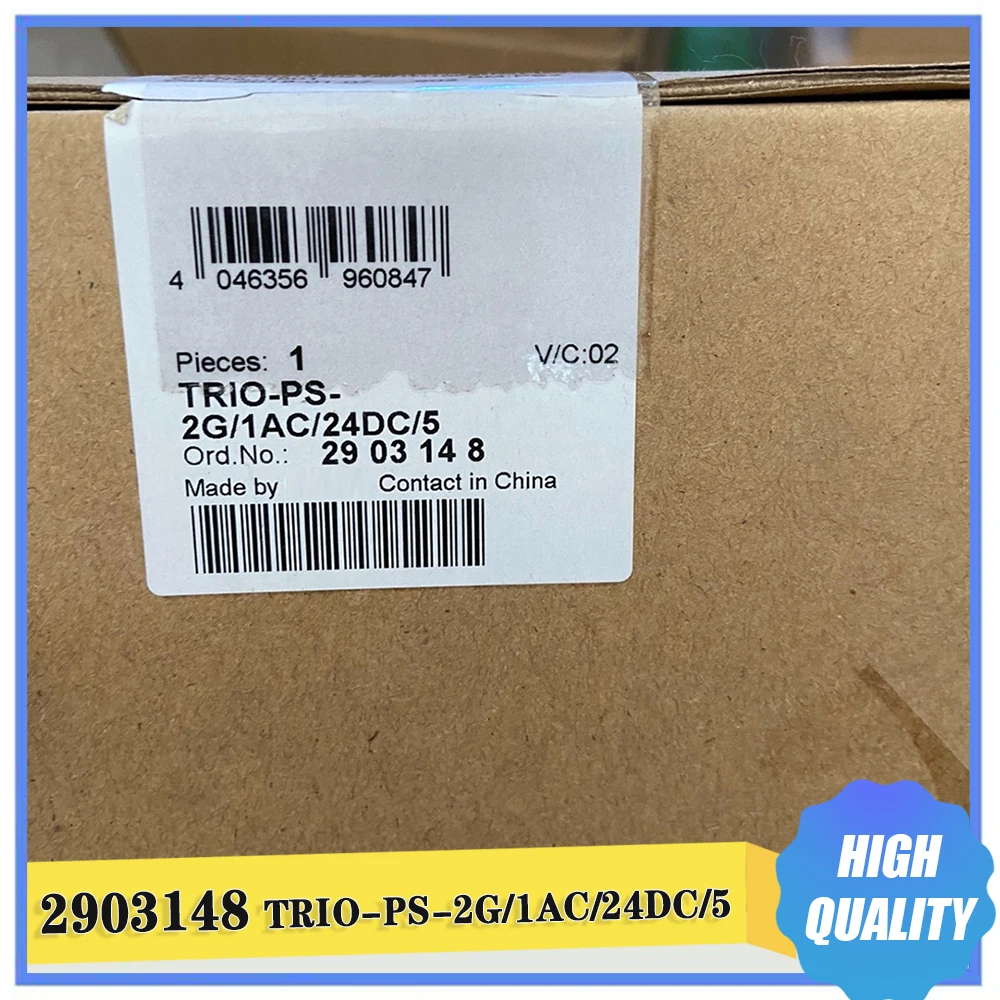 4 046356 960847
Pieces: 1 V/C:02
TRIO-PS-
2G/1AC/24DC/5
Ord.No.: 29 03 14 8
Made by Contact in China
2903148 TRIO-PS-2G/1AC/24DC/5
HIGH
QUALITY